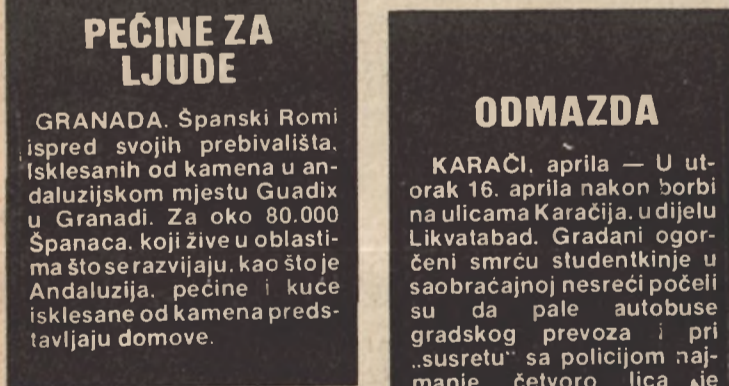 PEĆINE ZA
LJUDE
GRANADA. Španski Romi
ispred svojih prebivališta.
Isklesanih od kamena u an-
daluzijskom mjestu Guadix
u Granadi. Za oko 80.000
Španaca. koji žive u oblasti-
ma što se razvijaju. kao što je
Andaluzija. pećine i kuće
isklesane od kamena preds-
tavljaju domove.
ODMAZDA
KARAČI. aprila — U ut-
orak 16. aprila nakon borbi
na ulicama Karačija. u dijelu
Likvatabad. Građani ogor-
čeni smrću studentkinje u
saobraćajnoj nesreći počeli
su da pale autobuse
gradskog prevoza i pri
„susretu“ sa policijom naj-
manje četvoro lica je